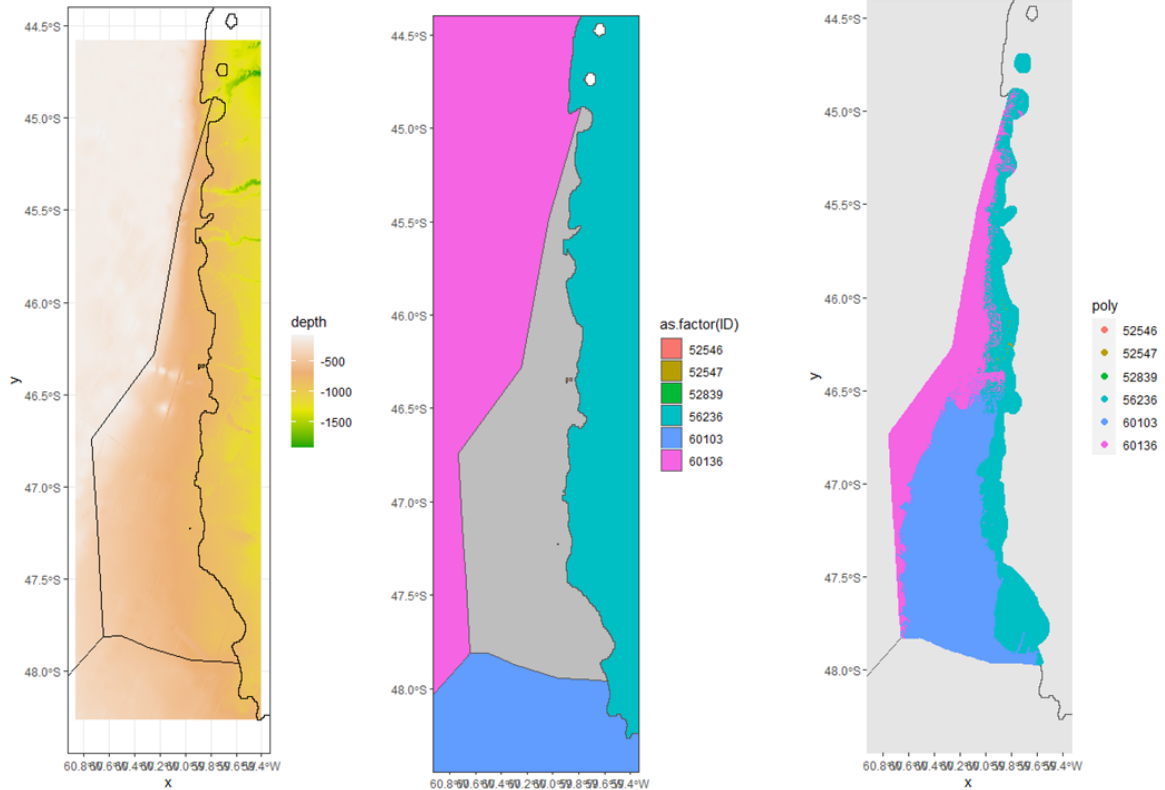 44.5°S
45.0°S
45.5°S
46.0°S
46.5°S
47.0°S
47.5°S
48.0°S
y
x
depth
-500
-1000
-1500
44.5°S
45.0°S
45.5°S
46.0°S
46.5°S
47.0°S
47.5°S
48.0°S
as.factor(ID)
52546
52547
52839
56236
60103
60136
44.5°S
45.0°S
45.5°S
46.0°S
46.5°S
47.0°S
47.5°S
48.0°S
y
x
poly
52546
52547
52839
56236
60103
60136